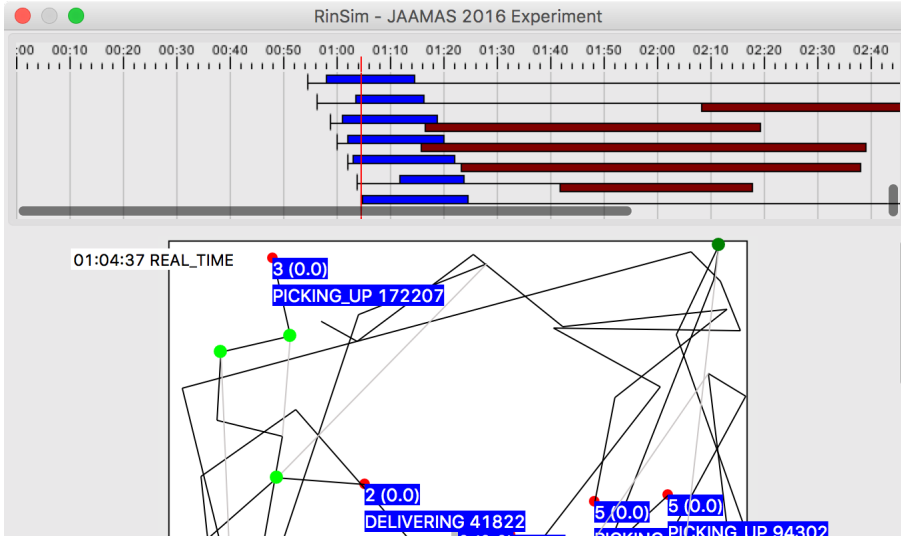 RinSim - JAAMAS 2016 Experiment
:00 00:10 00:20 00:30 00:40 00:50 01:00 01:10 01:20 01:30 01:40 01:50 02:00 02:10 02:20 02:30 02:40
01:04:37 REAL_TIME
3 (0.0)
PICKING_UP 172207
2 (0.0)
DELIVERING 41822
5 (0.0)
5 (0.0)
PICKING_UP 94302